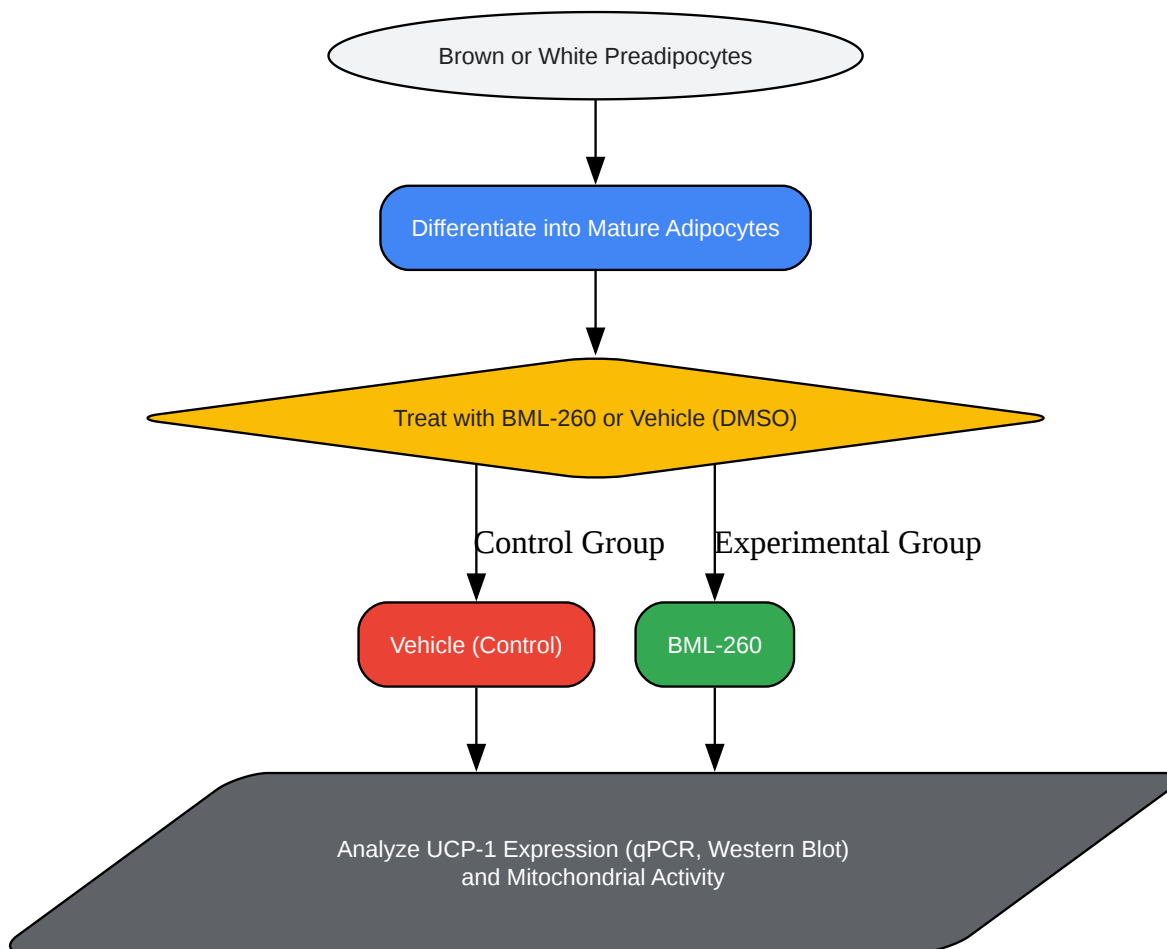 Brown or White Preadipocytes
Differentiate into Mature Adipocytes
Treat with BML-260 or Vehicle (DMSO)
Control Group
Experimental Group
Vehicle (Control)
BML-260
Analyze UCP-1 Expression (qPCR, Western Blot)
and Mitochondrial Activity